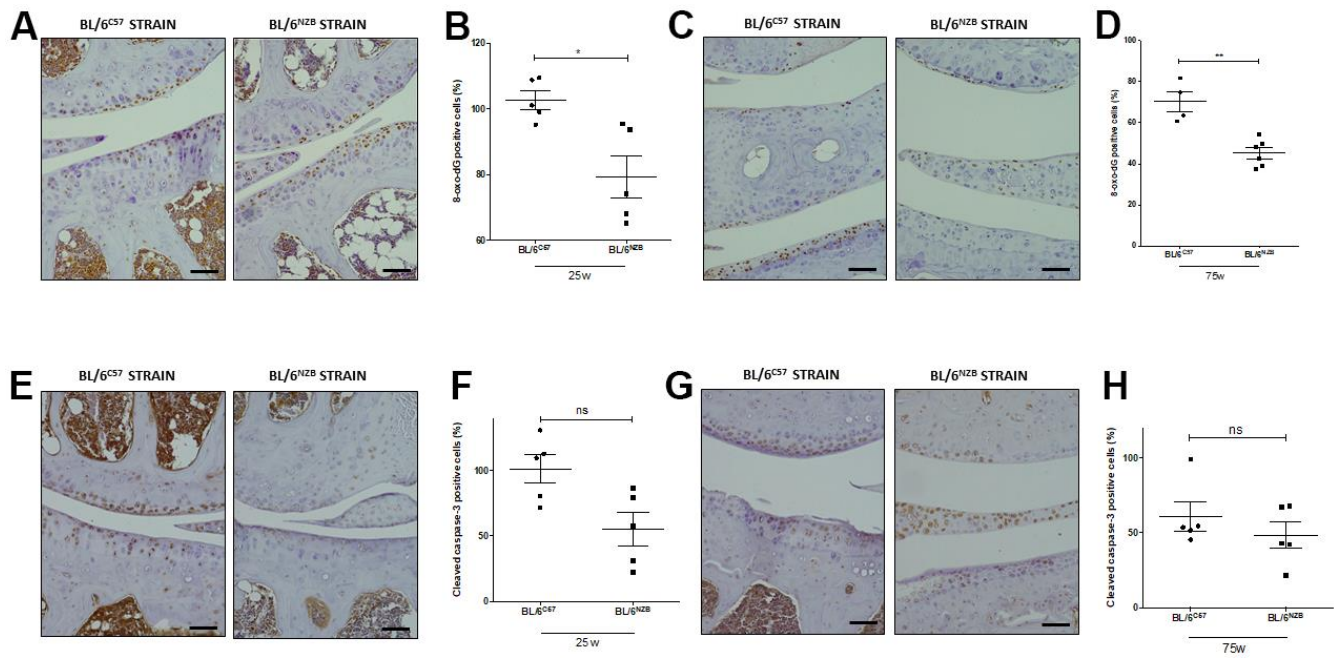 A
BL/6C57 STRAIN
BL/6NZB STRAIN
B
120
100
80
60
8-oxo-dG positive cells (%)
*
BL/6C57
BL/6NZB
25w
C
BL/6C57 STRAIN
BL/6NZB STRAIN
D
100
80
60
40
20
0
8-oxo-dG positive cells (%)
**
BL/6C57
BL/6NZB
75w
E
BL/6C57 STRAIN
BL/6NZB STRAIN
F
100
50
0
Cleaved caspase-3 positive cells (%)
ns
BL/6C57
BL/6NZB
25w
G
BL/6C57 STRAIN
BL/6NZB STRAIN
H
100
50
0
Cleaved caspase-3 positive cells (%)
ns
BL/6C57
BL/6NZB
75w